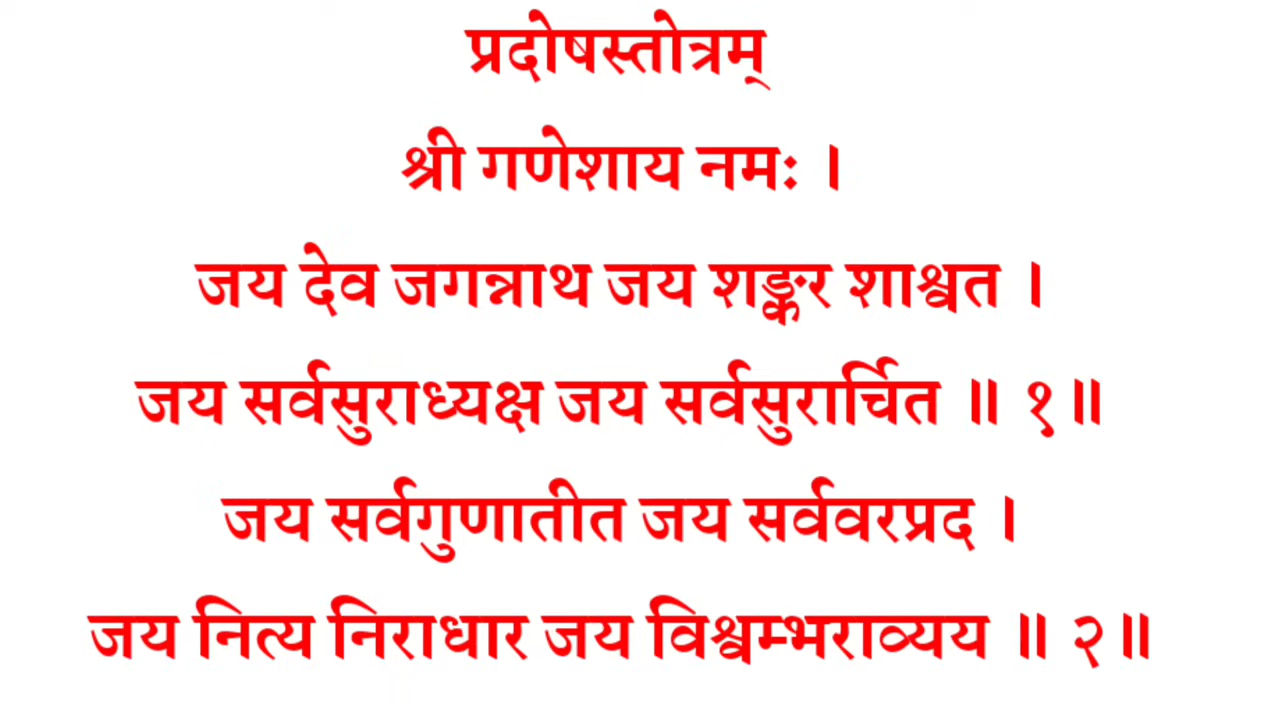 प्रदोषस्तोत्रम्
श्री गणेशाय नमः ।
जय देव जगन्नाथ जय शङ्कर शाश्वत ।
जय सर्वसुराध्यक्ष जय सर्वसुरार्चित ॥ १॥
जय सर्वगुणातीत जय सर्ववरप्रद ।
जय नित्य निराधार जय विश्वम्भराव्यय ॥ २॥